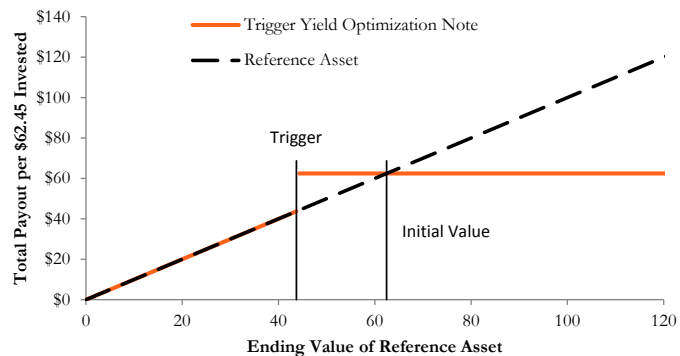 Total Payout per $62.45 Invested
$140
$120
$100
$80
$60
$40
$20
$0
Trigger Yield Optimization Note
Reference Asset
Trigger
Initial Value
0 20 40 60 80 100 120
Ending Value of Reference Asset